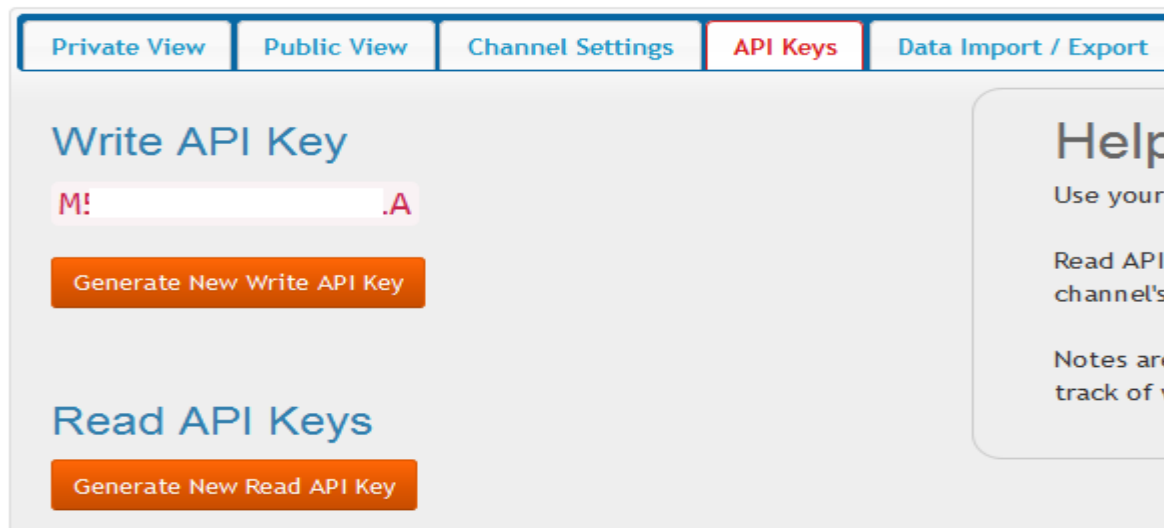 Private View Public View Channel Settings API Keys Data Import / Export
Write API Key
Generate New Write API Key
Read API Keys
Generate New Read API Key
Help
Use your
Read API
channel's
Notes are
track of